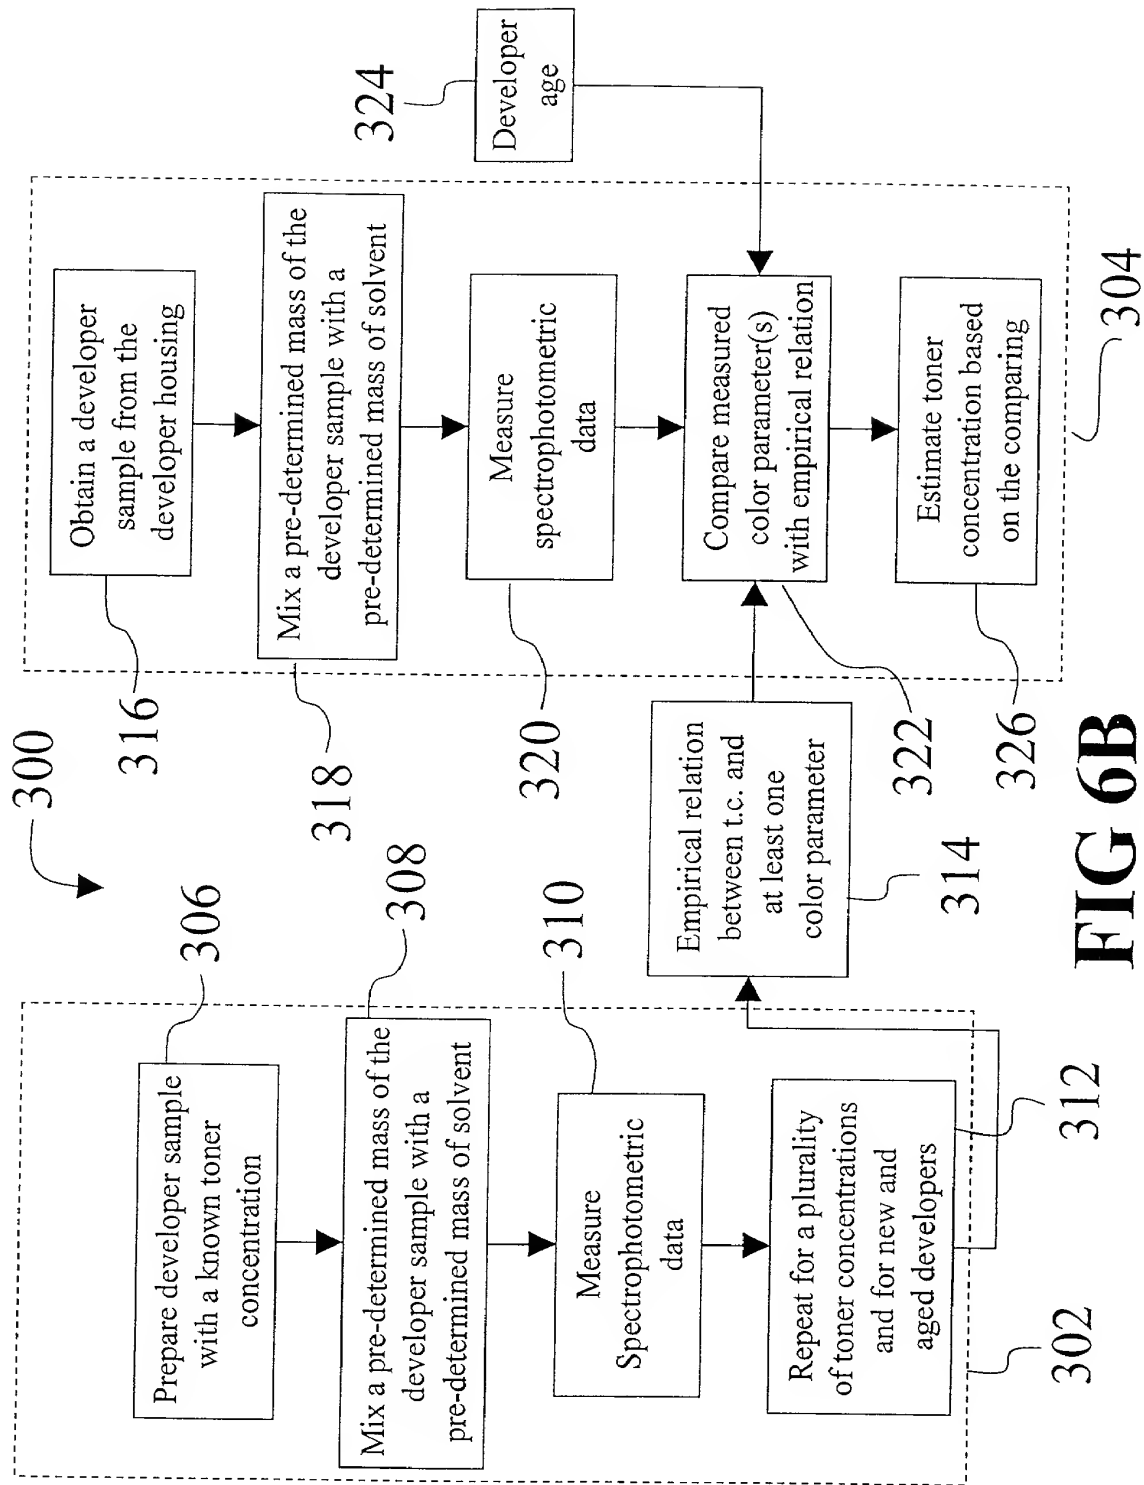 300
306
Prepare developer sample
with a known toner
concentration
308
Mix a pre-determined mass of the
developer sample with a
pre-determined mass of solvent
310
Measure
Spectrophotometric
data
Repeat for a plurality
of toner concentrations
and for new and
aged developers
312
302
Empirical relation
between t.c. and
at least one
color parameter
314
316
Obtain a developer
sample from the
developer housing
318
Mix a pre-determined mass of the
developer sample with a
pre-determined mass of solvent
320
Measure
spectrophotometric
data
324
Developer
age
322
Compare measured
color parameter(s)
with empirical relation
326
Estimate toner
concentration based
on the comparing
304
FIG 6B